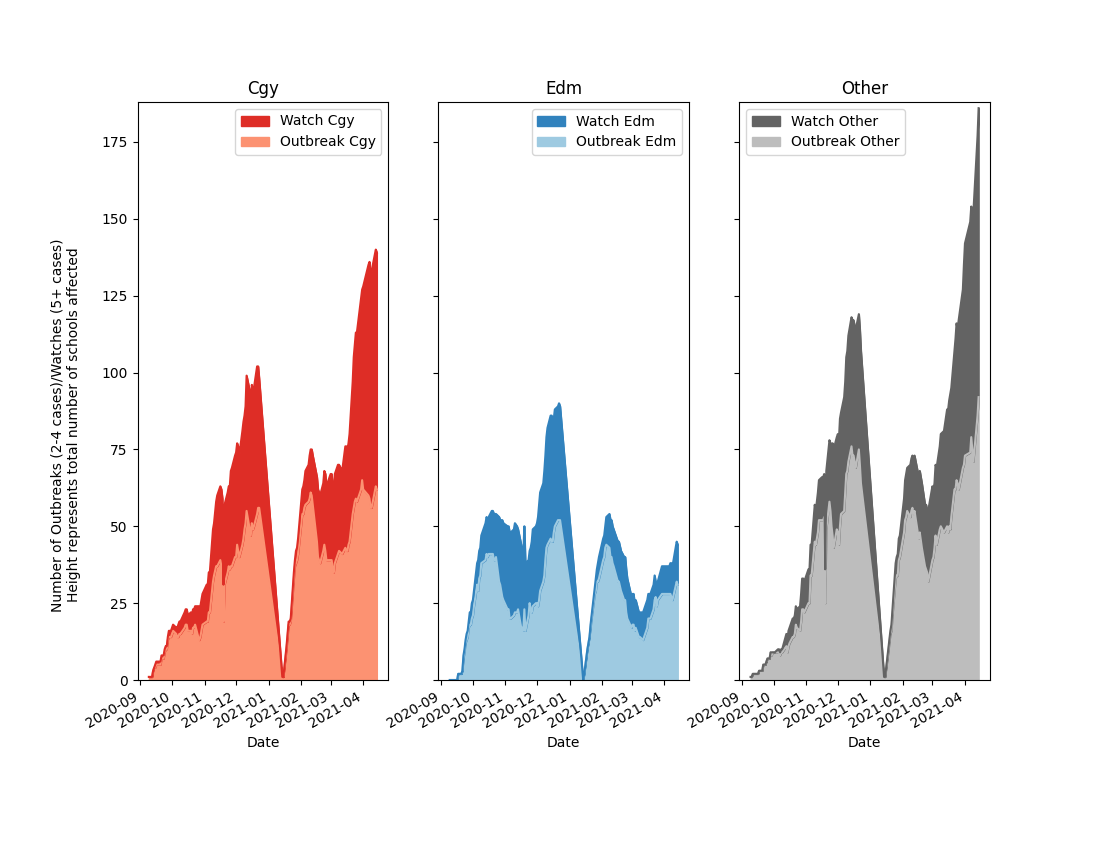 Cgy
Edm
Other
Watch Cgy
Outbreak Cgy
Watch Edm
Outbreak Edm
Watch Other
Outbreak Other
Number of Outbreaks (2-4 cases)/Watches (5+ cases)
Height represents total number of schools affected
175
150
125
100
75
50
25
0
2020-09
2020-10
2020-11
2020-12
2021-01
2021-02
2021-03
2021-04
2020-09
2020-10
2020-11
2020-12
2021-01
2021-02
2021-03
2021-04
2020-09
2020-10
2020-11
2020-12
2021-01
2021-02
2021-03
2021-04
Date
Date
Date